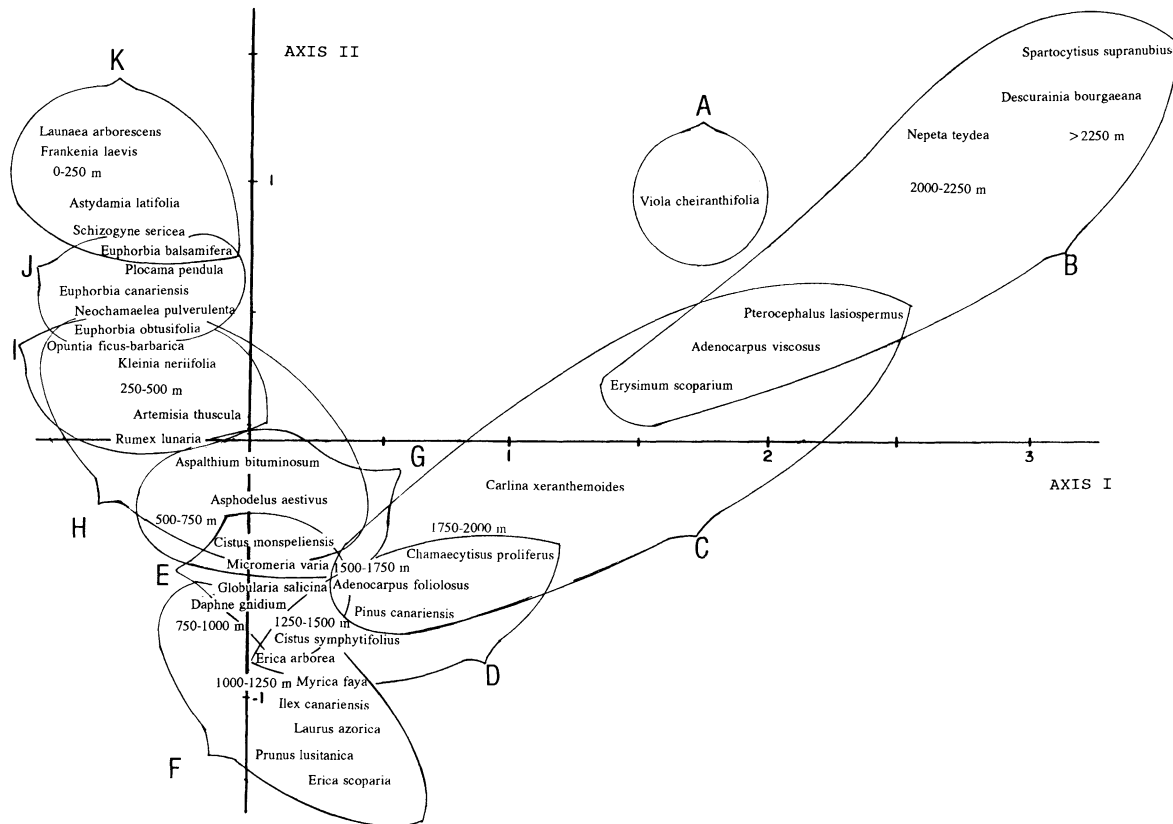 AXIS II
K
Spartocytisus supranubius
Descurainia bourgaeana
A
Launaea arborescens
Nepeta teydea
>2250 m
Frankenia laevis
0-250 m
1
2000-2250 m
Viola cheiranthifolia
Astydamia latifolia
Schizogyne sericea
Euphorbia balsamifera
B
J
Plocama pendula
Euphorbia canariensis
Neochamaelea pulverulenta
Pterocephalus lasiospermus
Euphorbia obtusifolia
I
Opuntia ficus-barbarica
Adenocarpus viscosus
Kleinia neriifolia
250-500 m
Erysimum scoparium
Artemisia thuscula
Rumex lunaria
1
2
3
G
Aspalthium bituminosum
Carlina xeranthemoides
AXIS I
Asphodelus aestivus
H
500-750 m
1750-2000 m
Cistus monspeliensis
Chamaecytisus proliferus
C
Micromeria varia
1500-1750 m
E
Globularia salicina
Adenocarpus foliolosus
Daphne gnidium
Pinus canariensis
750-1000 m
1250-1500 m
Cistus symphytifolius
Erica arborea
D
1000-1250 m
Myrica faya
-1
Ilex canariensis
Laurus azorica
Prunus lusitanica
F
Erica scoparia